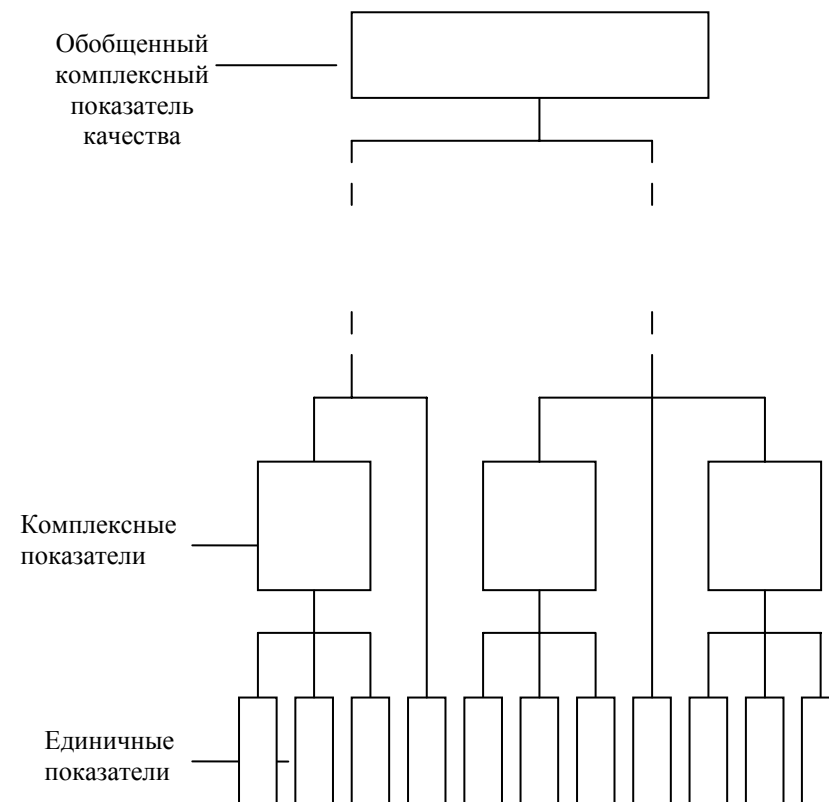 Обобщенный
комплексный
показатель
качества
Комплексные
показатели
Единичные
показатели